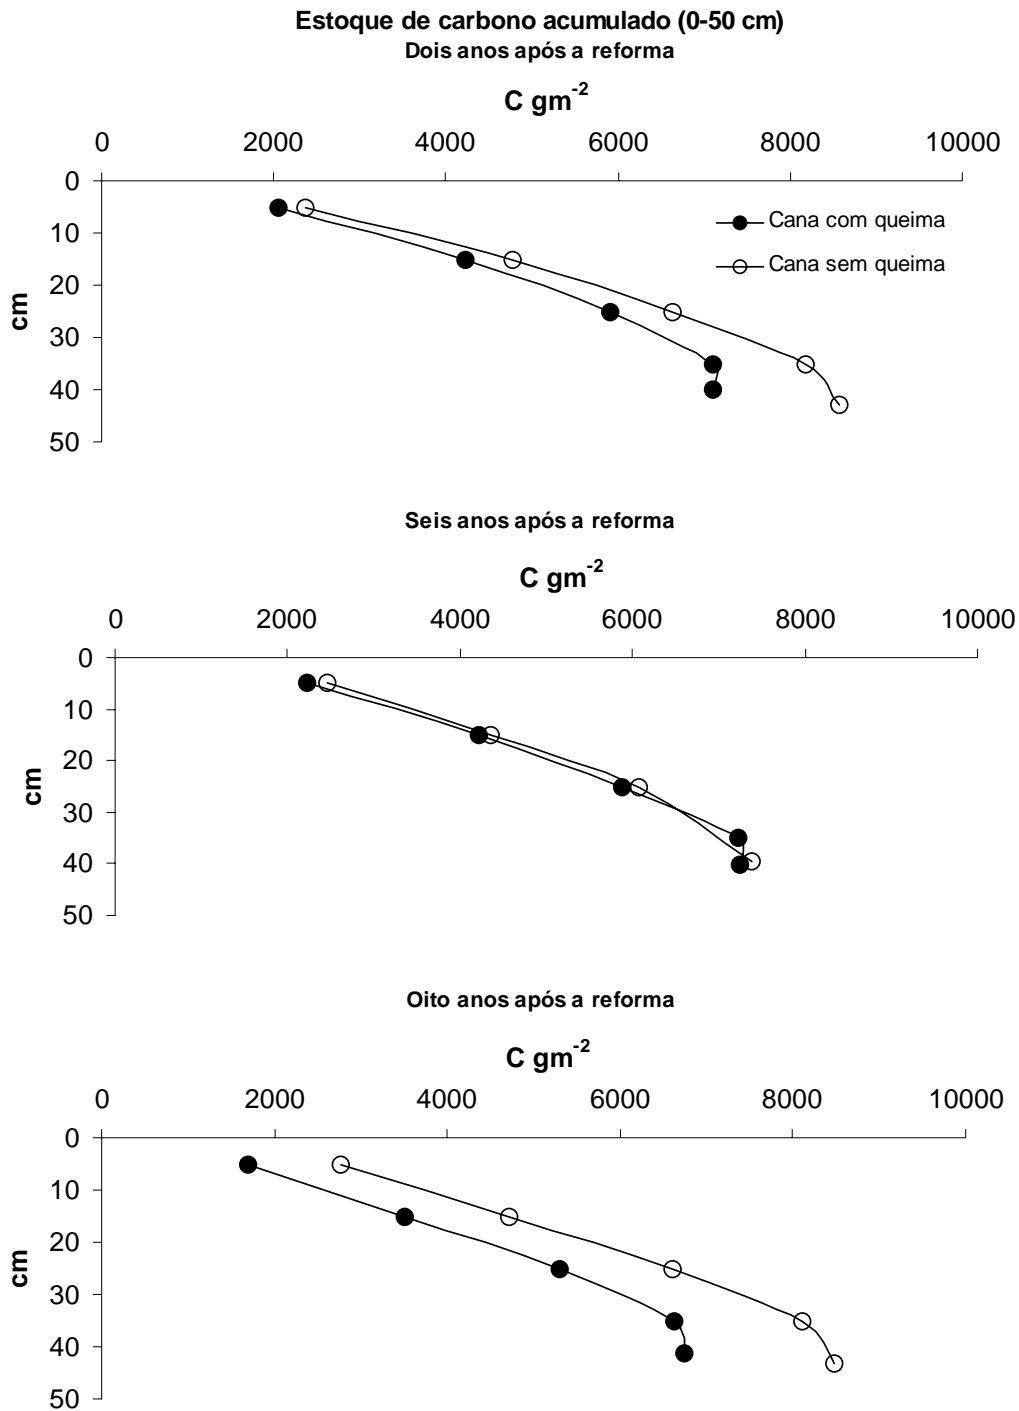 Estoque de carbono acumulado (0-50 cm)
Dois anos após a reforma
C gm-2
0 2000 4000 6000 8000 10000
0
10
20
30
40
50
cm
Cana com queima
Cana sem queima
Seis anos após a reforma
C gm-2
0 2000 4000 6000 8000 10000
0
10
20
30
40
50
cm
Oito anos após a reforma
C gm-2
0 2000 4000 6000 8000 10000
0
10
20
30
40
50
cm